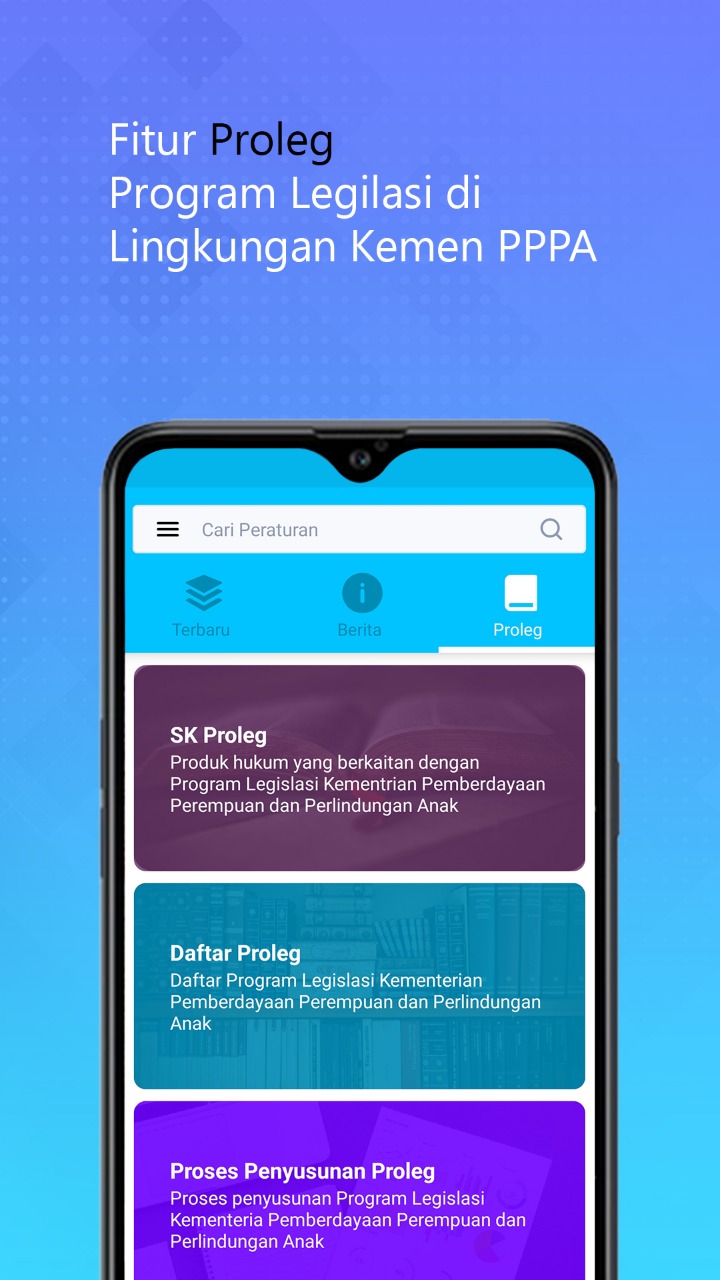 Fitur Proleg
Program Legilasi di
Lingkungan Kemen PPPA
Cari Peraturan
Terbaru
Berita
Proleg
SK Proleg
Produk hukum yang berkaitan dengan
Program Legislasi Kementrian Pemberdayaan
Perempuan dan Perlindungan Anak
Daftar Proleg
Daftar Program Legislasi Kementerian
Pemberdayaan Perempuan dan Perlindungan
Anak
Proses Penyusunan Proleg
Proses penyusunan Program Legislasi
Kementeria Pemberdayaan Perempuan dan
Perlindungan Anak